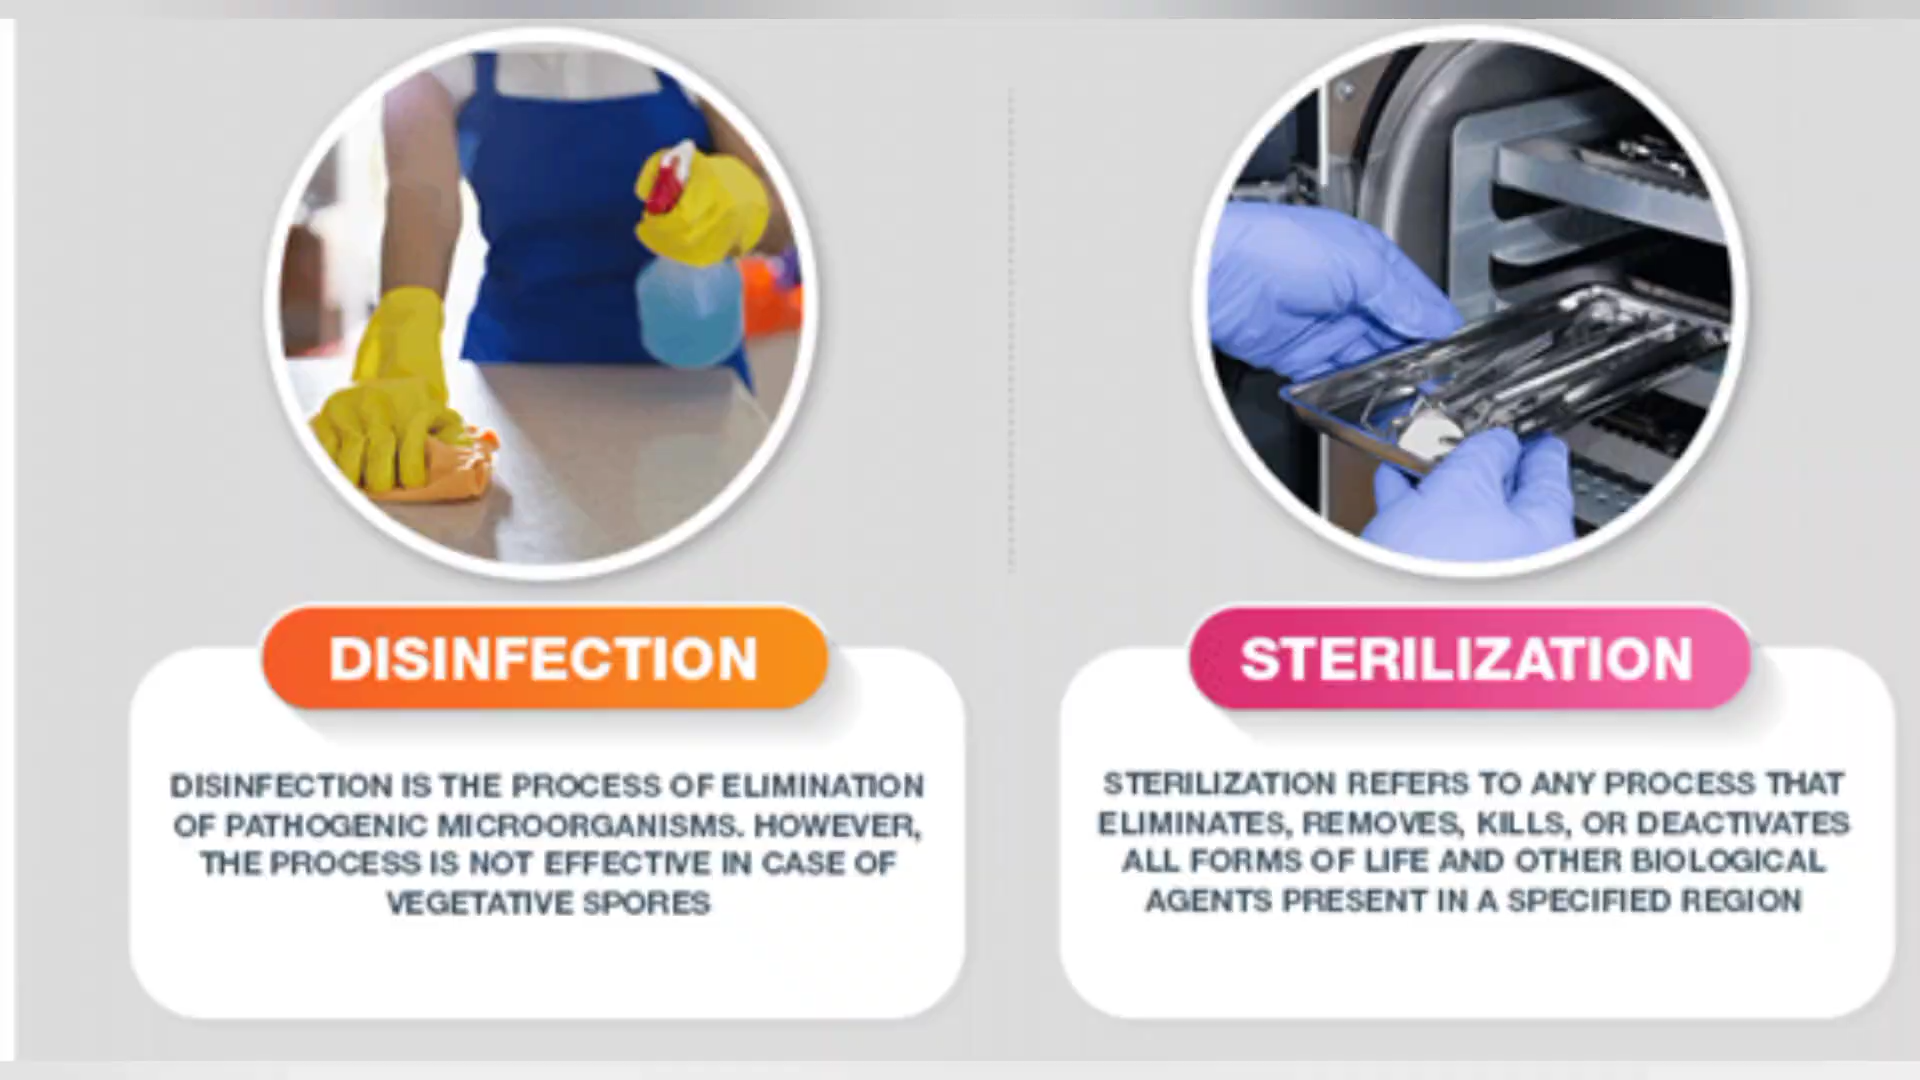 DISINFECTION
DISINFECTION IS THE PROCESS OF ELIMINATION
OF PATHOGENIC MICROORGANISMS. HOWEVER,
THE PROCESS IS NOT EFFECTIVE IN CASE OF
VEGETATIVE SPORES
STERILIZATION
STERILIZATION REFERS TO ANY PROCESS THAT
ELIMINATES, REMOVES, KILLS, OR DEACTIVATES
ALL FORMS OF LIFE AND OTHER BIOLOGICAL
AGENTS PRESENT IN A SPECIFIED REGION